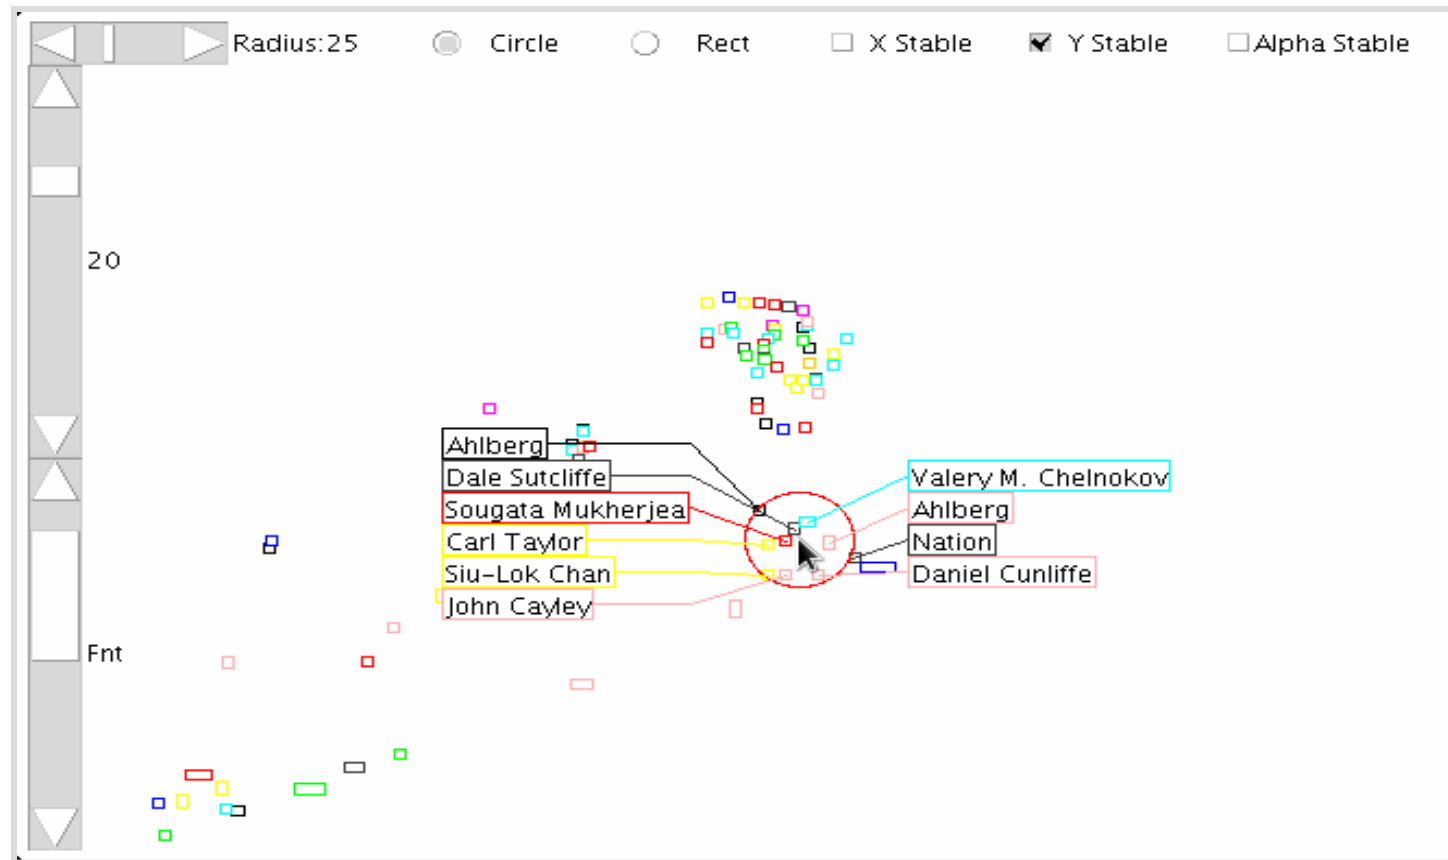 Radius:25 Circle Rect X Stable Y Stable Alpha Stable
20
Ahlberg
Dale Sutcliffe
Sougata Mukherjea
Carl Taylor
Siu-Lok Chan
John Cayley
Valery M. Chelnokov
Ahlberg
Nation
Daniel Cunliffe
Fnt